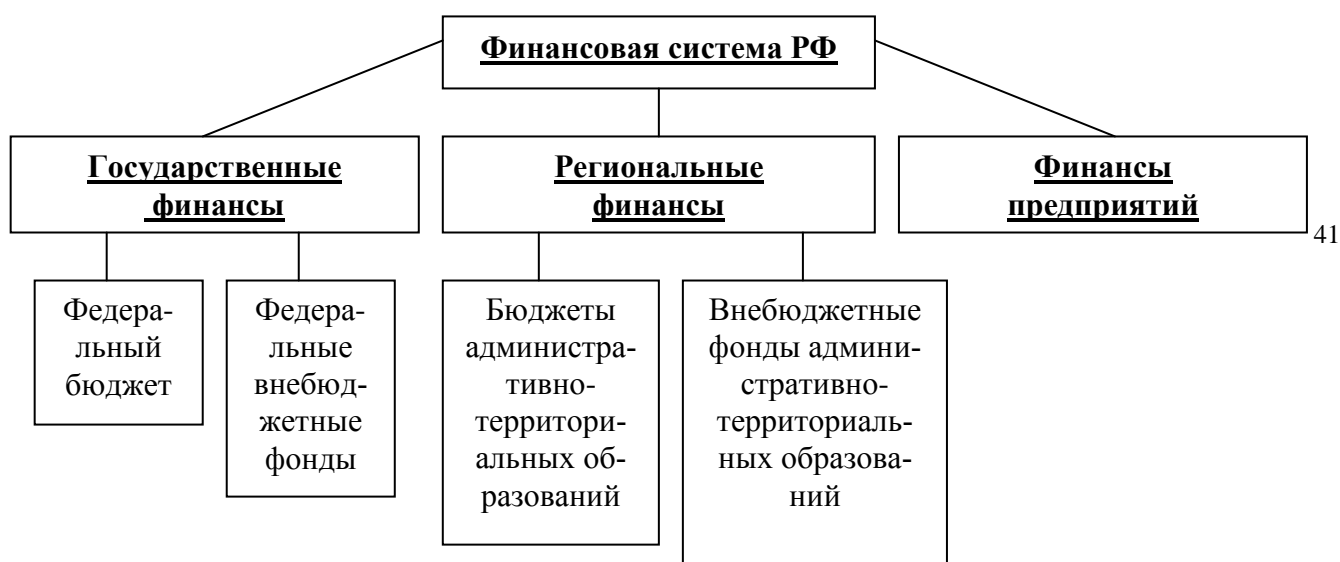 Финансовая система РФ
Государственные
финансы
Региональные
финансы
Финансы
предприятий
41
Федера-
льный
бюджет
Федера-
льные
внебюд-
жетные
фонды
Бюджеты
администра-
тивно-
территори-
альных об-
разований
Внебюджетные
фонды админи-
стративно-
территориаль-
ных образова-
ний